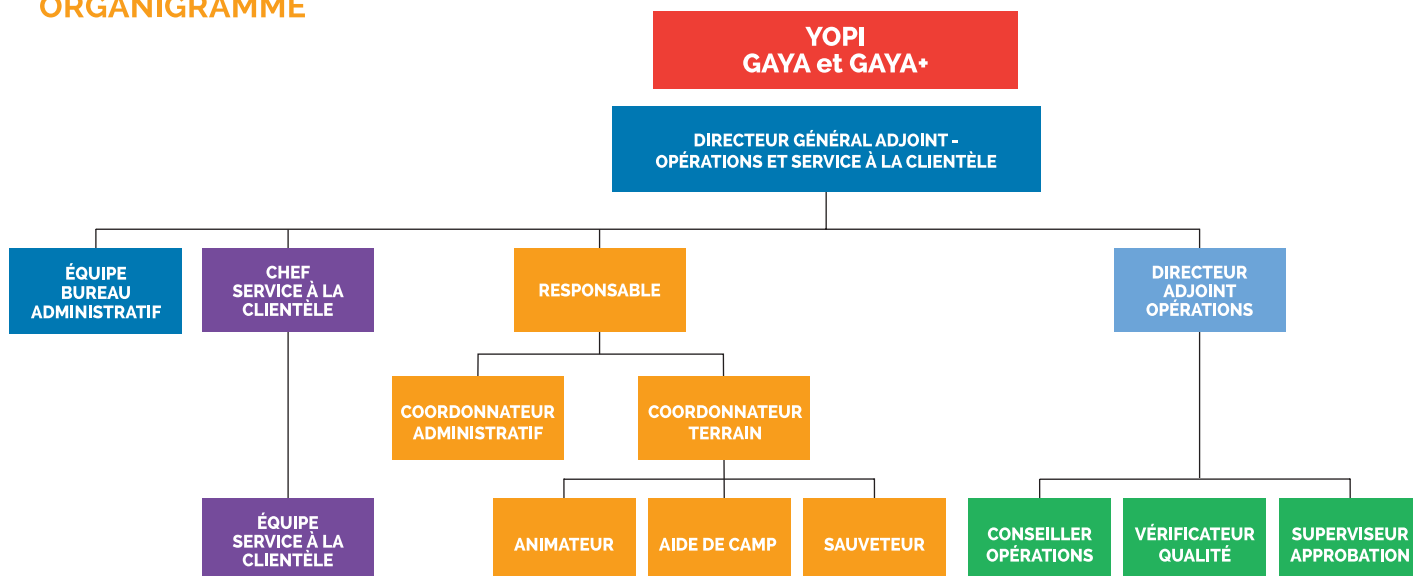 ORGANIGRAMME
YOPI
GAYA et GAYA+
DIRECTEUR GÉNÉRAL ADJOINT -
OPÉRATIONS ET SERVICE À LA CLIENTÈLE
ÉQUIPE
BUREAU
ADMINISTRATIF
CHEF
SERVICE À LA
CLIENTÈLE
RESPONSABLE
DIRECTEUR
ADJOINT
OPÉRATIONS
COORDONNATEUR
ADMINISTRATIF
COORDONNATEUR
TERRAIN
ÉQUIPE
SERVICE À LA
CLIENTÈLE
ANIMATEUR
AIDE DE CAMP
SAUVETEUR
CONSEILLER
OPÉRATIONS
VÉRIFICATEUR
QUALITÉ
SUPERVISEUR
APPROBATION